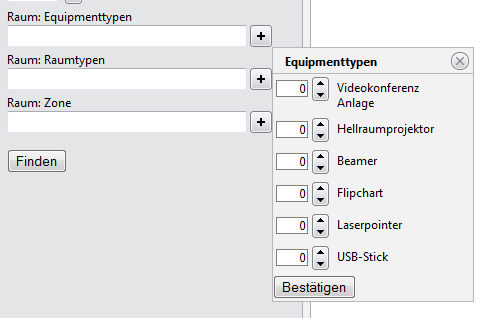 Raum: Equipmenttypen
+
Equipmenttypen
Raum: Raumtypen
+
0 Videokonferenz
Anlage
Raum: Zone
+
0 Hellraumprojektor
Finden
0 Beamer
0 Flipchart
0 Laserpointer
0 USB-Stick
Bestätigen